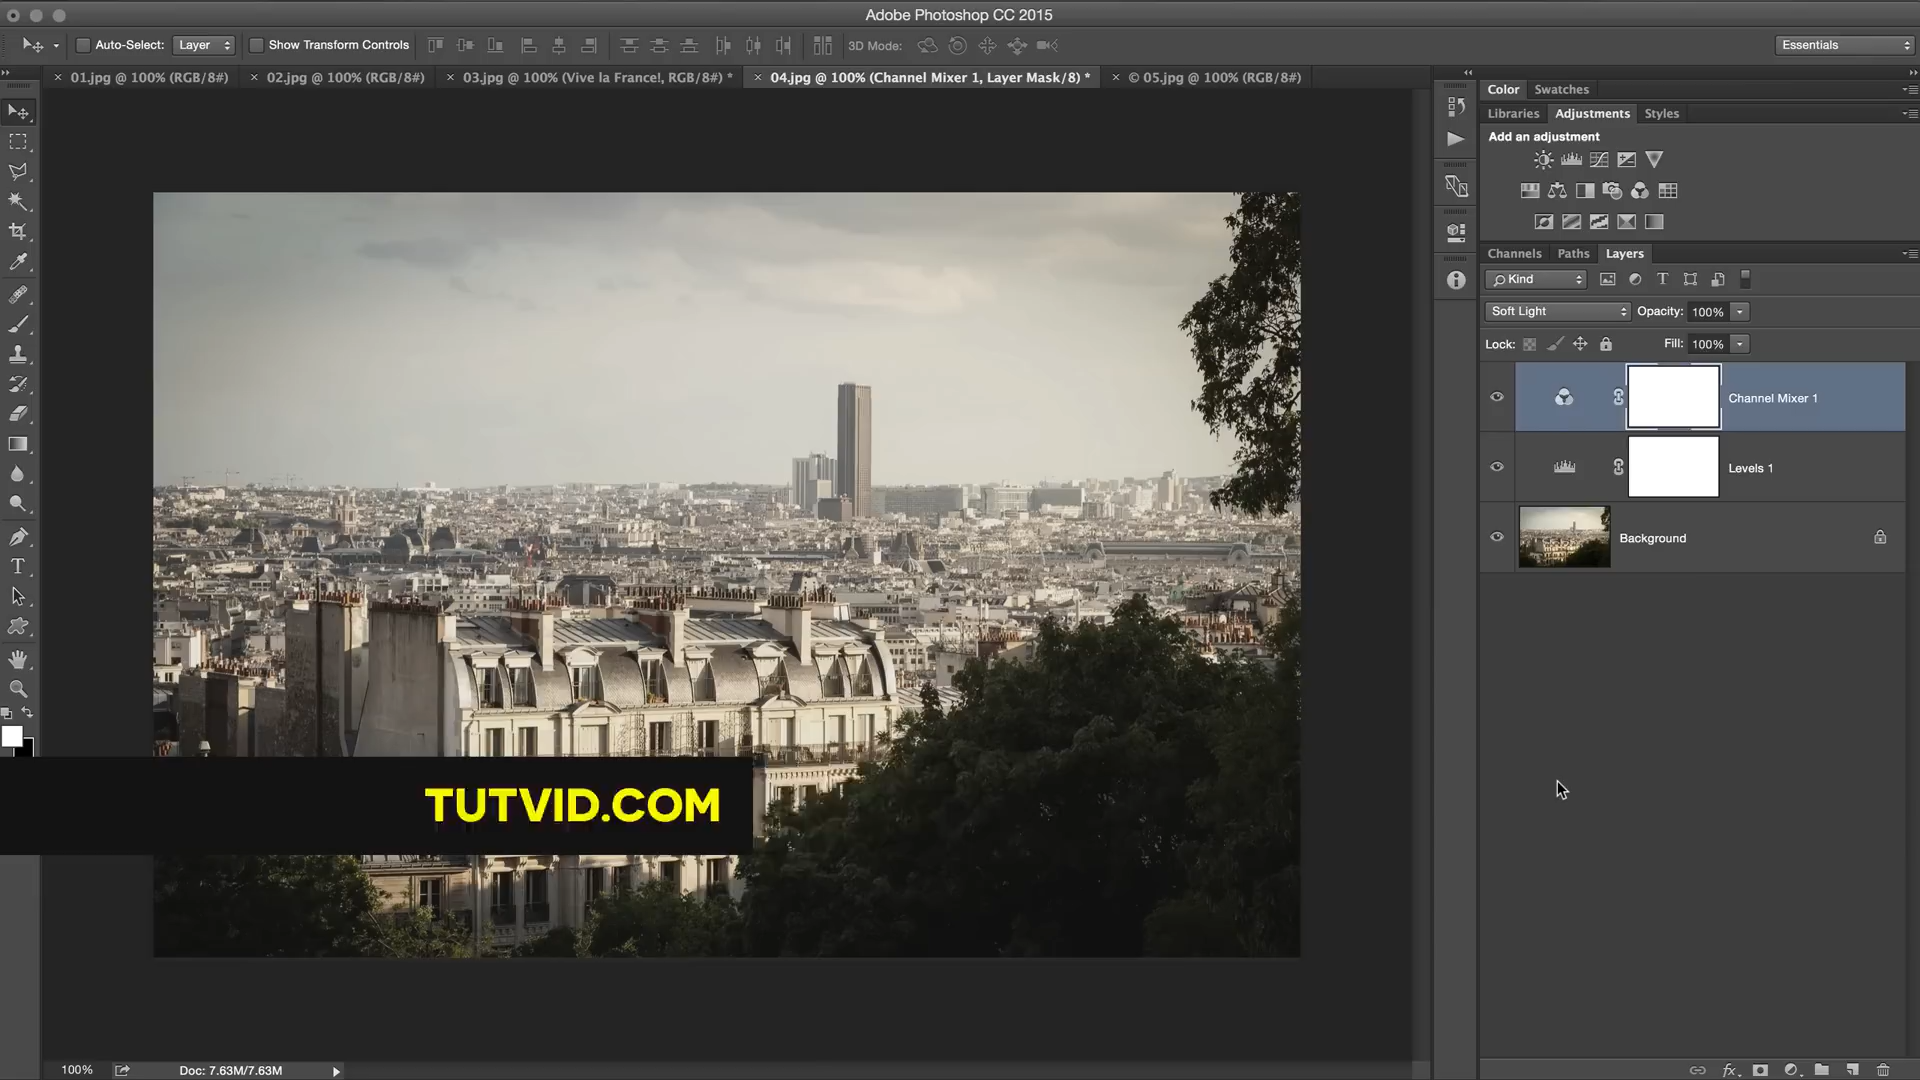 Adobe Photoshop CC 2015
Auto-Select: Layer Show Transform Controls 3D Mode: Essentials
01.jpg @ 100% (RGB/8#) 02.jpg @ 100% (RGB/8#) 03.jpg @ 100% (Vive la France!, RGB/8#) * 04.jpg @ 100% (Channel Mixer 1, Layer Mask/8) * © 05.jpg @ 100% (RGB/8#)
Color Swatches
Libraries Adjustments Styles
Add an adjustment
Channels Paths Layers
Kind
Soft Light Opacity: 100%
Lock: Fill: 100%
Channel Mixer 1
Levels 1
Background
TUTVID.COM
100% Doc: 7.63M/7.63M